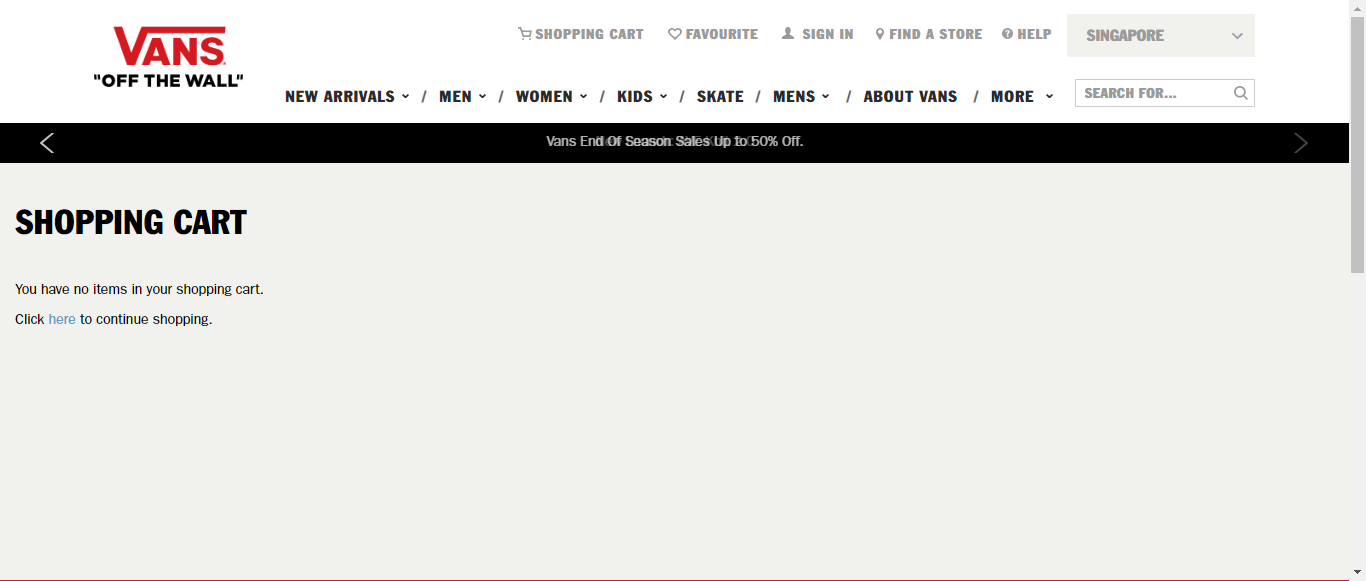 VANS
"OFF THE WALL"
SHOPPING CART FAVOURITE SIGN IN FIND A STORE HELP SINGAPORE
NEW ARRIVALS / MEN / WOMEN / KIDS / SKATE / MENS / ABOUT VANS / MORE SEARCH FOR...
Vans End Of Season Sales Up to 50% Off.
SHOPPING CART
You have no items in your shopping cart.
Click here to continue shopping.